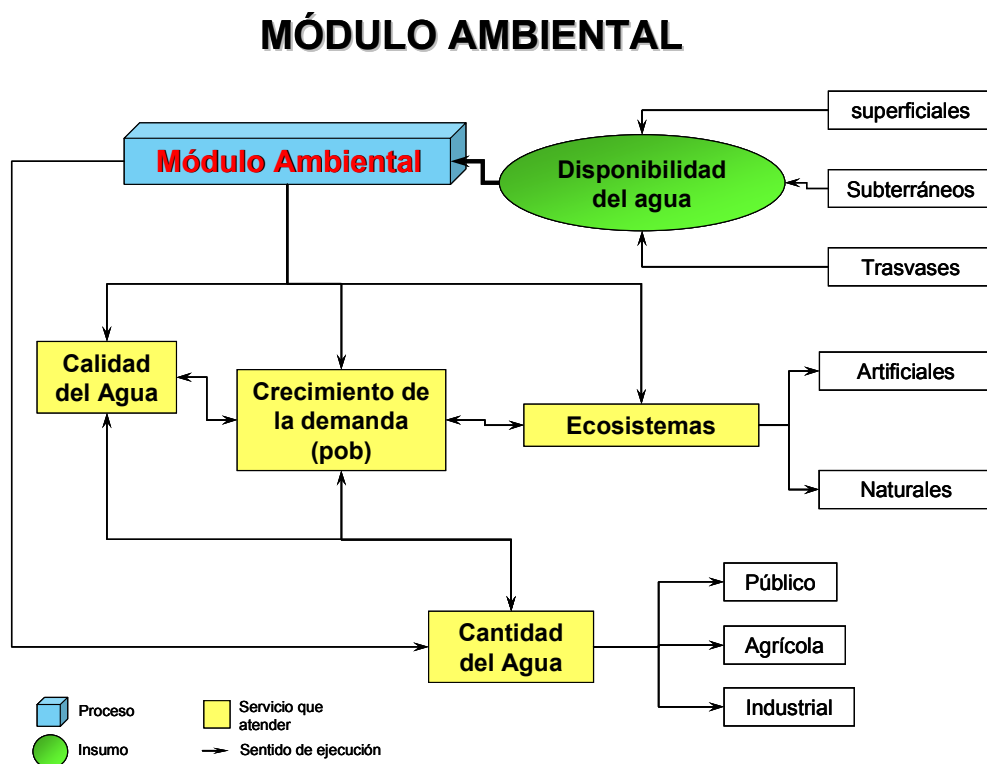 MÓDULO AMBIENTAL
superficiales
Módulo Ambiental
Disponibilidad
del agua
Subterráneos
Trasvases
Calidad
del Agua
Crecimiento de
la demanda
(pob)
Ecosistemas
Artificiales
Naturales
Cantidad
del Agua
Público
Agrícola
Industrial
Proceso
Servicio que
atender
Insumo
Sentido de ejecución